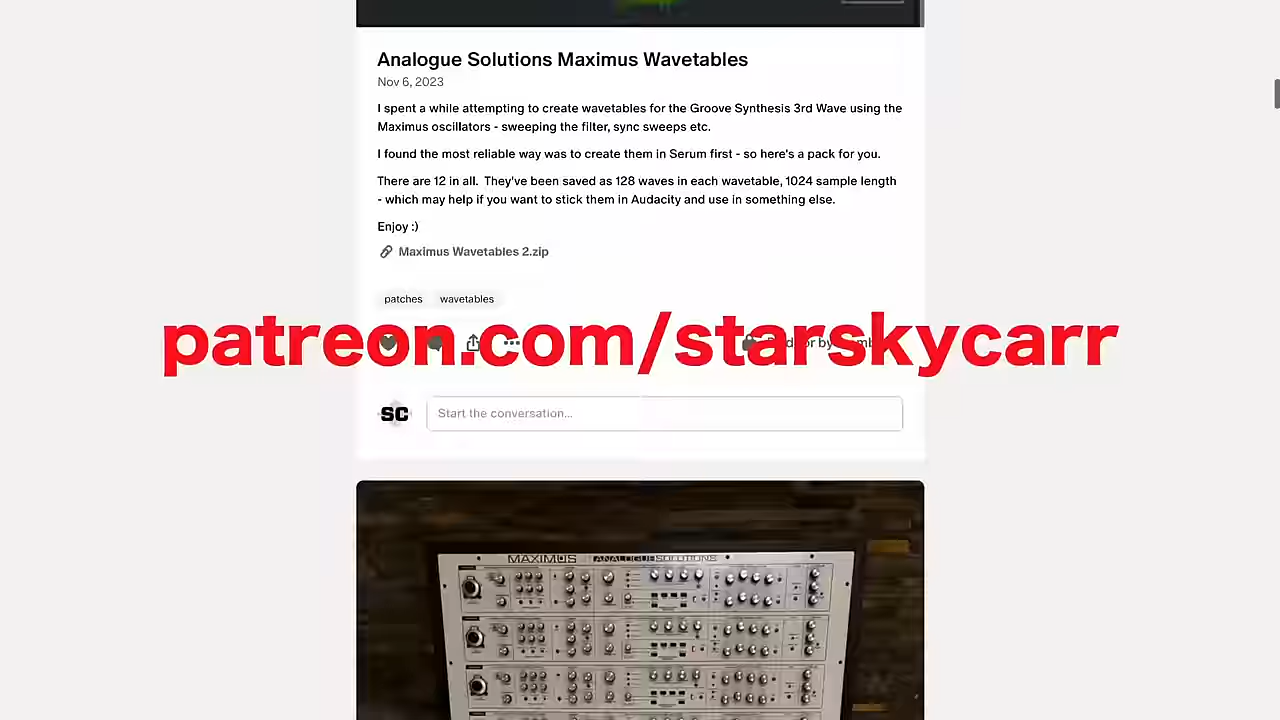 Analogue Solutions Maximus Wavetables
Nov 6, 2023
I spent a while attempting to create wavetables for the Groove Synthesis 3rd Wave using the
Maximus oscillators - sweeping the filter, sync sweeps etc.
I found the most reliable way was to create them in Serum first - so here's a pack for you.
There are 12 in all. They've been saved as 128 waves in each wavetable, 1024 sample length
- which may help if you want to stick them in Audacity and use in something else.
Enjoy :)
Maximus Wavetables 2.zip
patches wavetables
patreon.com/starskycarr
SC Start the conversation...
MAXIMUS ANALOGUE SOLUTIONS